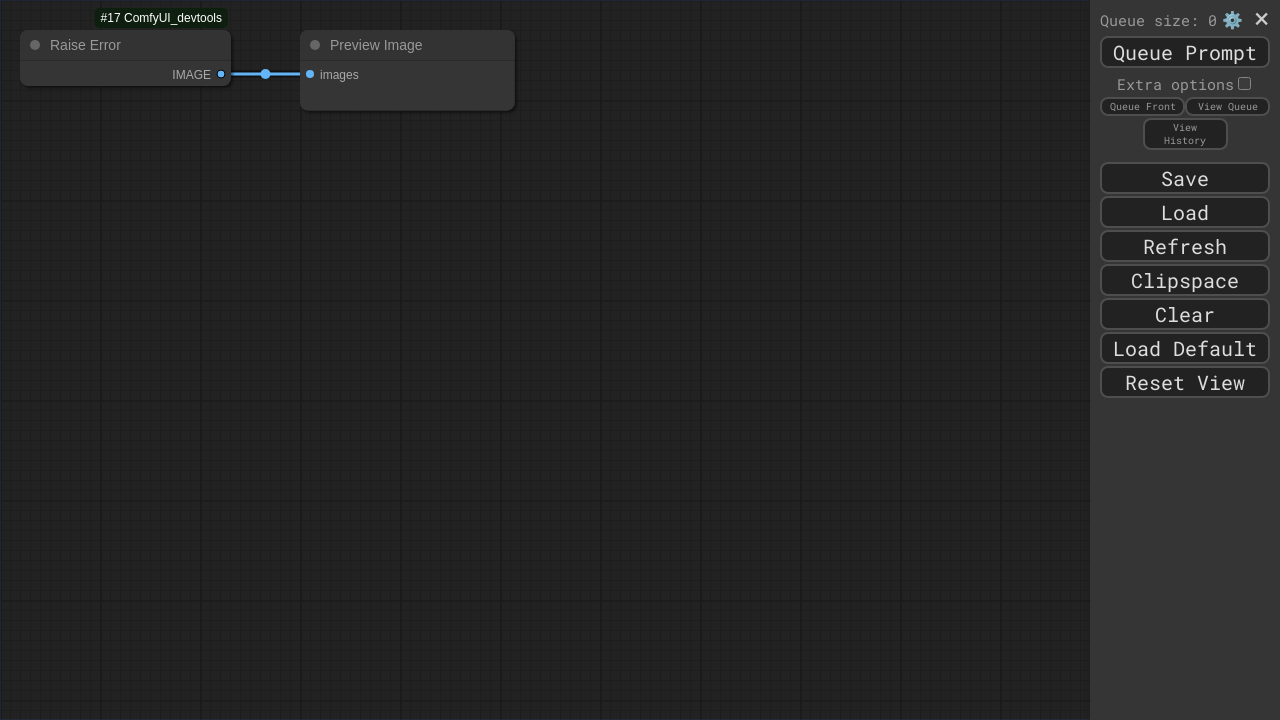 #17 ComfyUI_devtools
Raise Error
IMAGE
Preview Image
images
Queue size: 0
Queue Prompt
Extra options
Queue Front
View Queue
View
History
Save
Load
Refresh
Clipspace
Clear
Load Default
Reset View